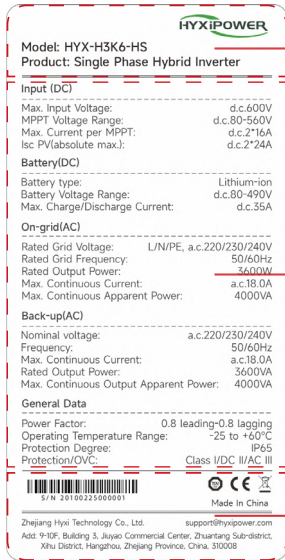 HYXIPOWER
Model: HYX-H3K6-HS
Product: Single Phase Hybrid Inverter
Input (DC)
Max. Input Voltage: d.c.600V
MPPT Voltage Range: d.c.80-560V
Max. Current per MPPT: d.c.2*16A
Isc PV(absolute max.): d.c.2*24A
Battery(DC)
Battery type: Lithium-ion
Battery Voltage Range: d.c.80-490V
Max. Charge/Discharge Current: d.c.35A
On-grid(AC)
Rated Grid Voltage: L/N/PE, a.c.220/230/240V
Rated Grid Frequency: 50/60Hz
Rated Output Power: 3600W
Max. Continuous Current: a.c.18.0A
Max. Continuous Apparent Power: 4000VA
Back-up(AC)
Nominal voltage: a.c.220/230/240V
Frequency: 50/60Hz
Max. Continuous Current: a.c.18.0A
Rated Output Power: 3600VA
Max. Continuous Output Apparent Power: 4000VA
General Data
Power Factor: 0.8 leading-0.8 lagging
Operating Temperature Range: -25 to +60°C
Protection Degree: IP65
Protection/OVC: Class I/DC II/AC III
S/N 20100225000001
CE
Made In China
Zhejiang Hyxi Technology Co., Ltd. support@hyxipower.com
Add: 9-10F, Building 3, Jiuyao Commercial Center, Zhuantang Sub-district,
Xihu District, Hangzhou, Zhejiang Province, China, 310008